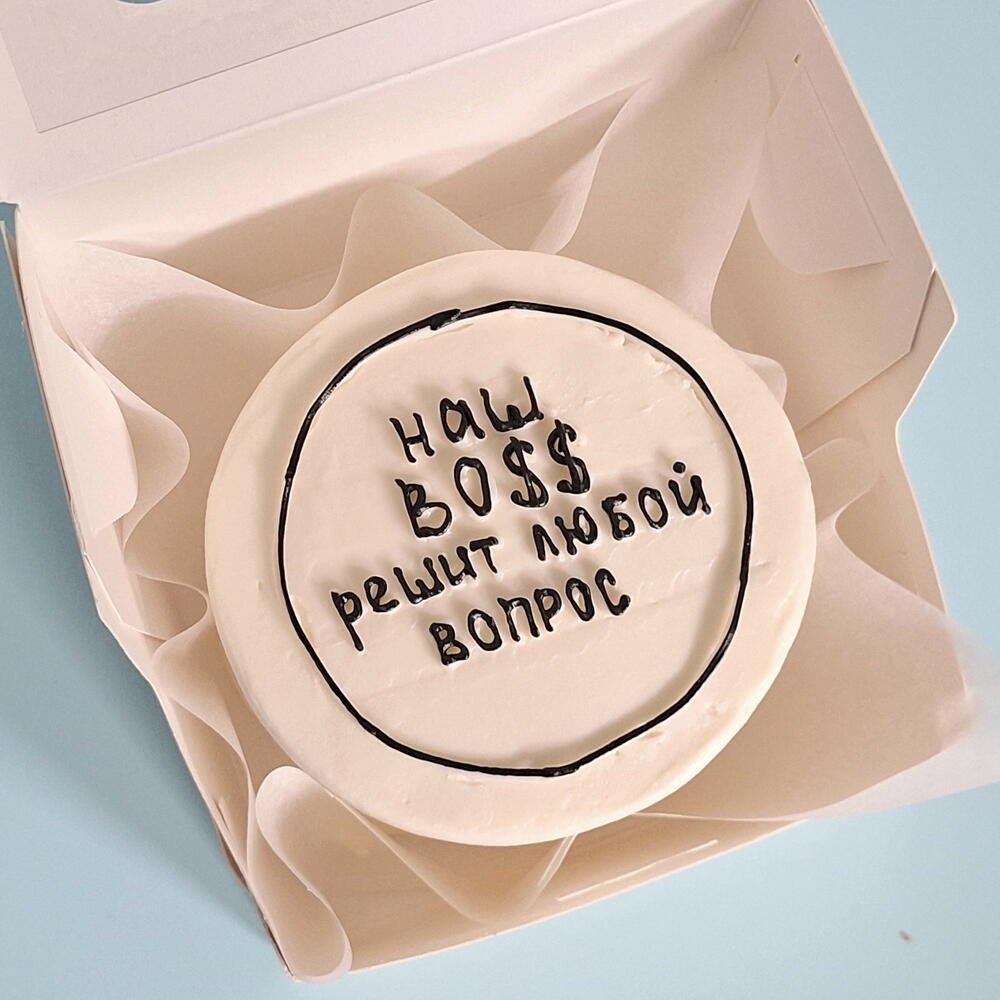 наш
BO$$
решит любой
вопрос